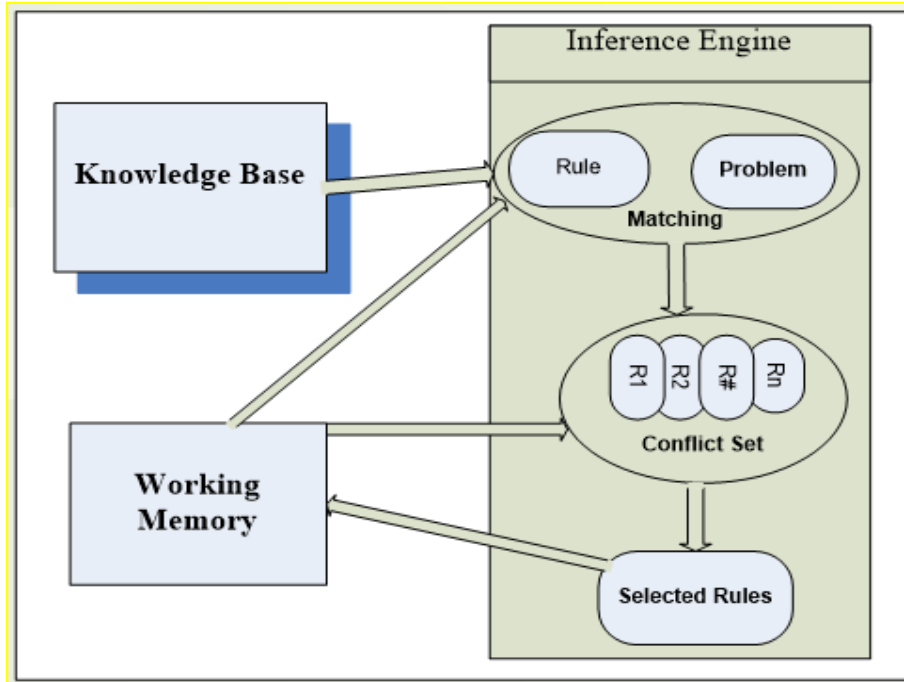 Inference Engine
Knowledge Base
Rule
Problem
Matching
R1
R2
R#
Rn
Conflict Set
Working
Memory
Selected Rules